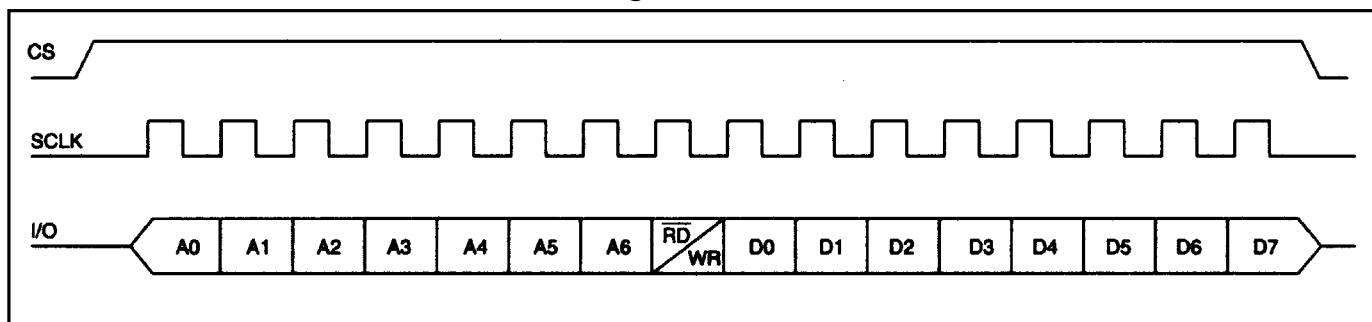 CS
SCLK
I/O
A0 A1 A2 A3 A4 A5 A6 RD WR D0 D1 D2 D3 D4 D5 D6 D7